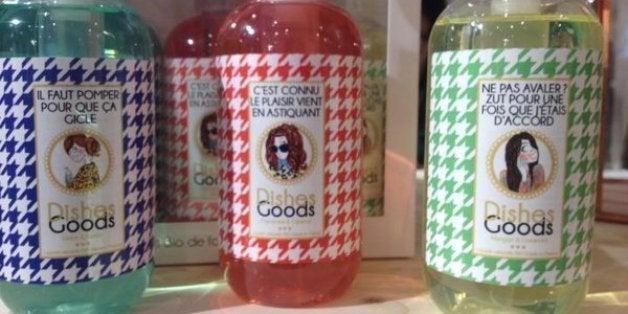 IL FAUT POMPER
POUR QUE ÇA
GICLE
Dishes
Goods
C'EST CONNU
LE PLAISIR VIENT
EN ASTIQUANT
Dishes
Goods
NE PAS AVALER ?
ZUT POUR UNE
FOIS QUE J'ÉTAIS
D'ACCORD
Dishes
Goods